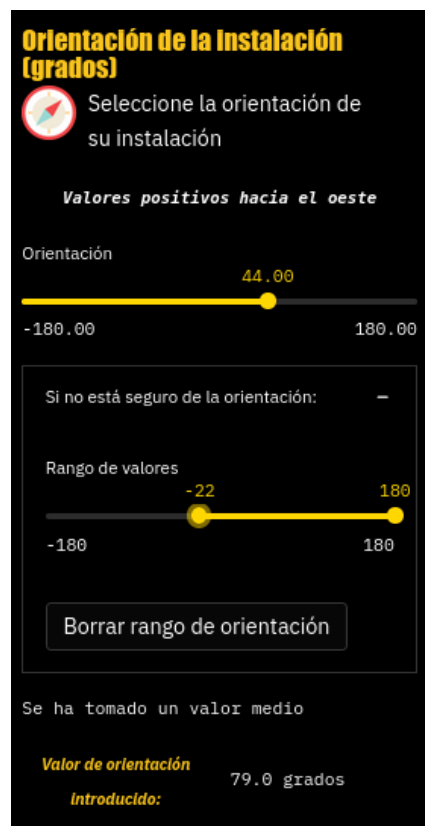 Orientación de la Instalación
(grados)
Seleccione la orientación de
su instalación
Valores positivos hacia el oeste
Orientación
44.00
-180.00 180.00
Si no está seguro de la orientación: –
Rango de valores
-22 180
-180 180
Borrar rango de orientación
Se ha tomado un valor medio
Valor de orientación
introducido:
79.0 grados